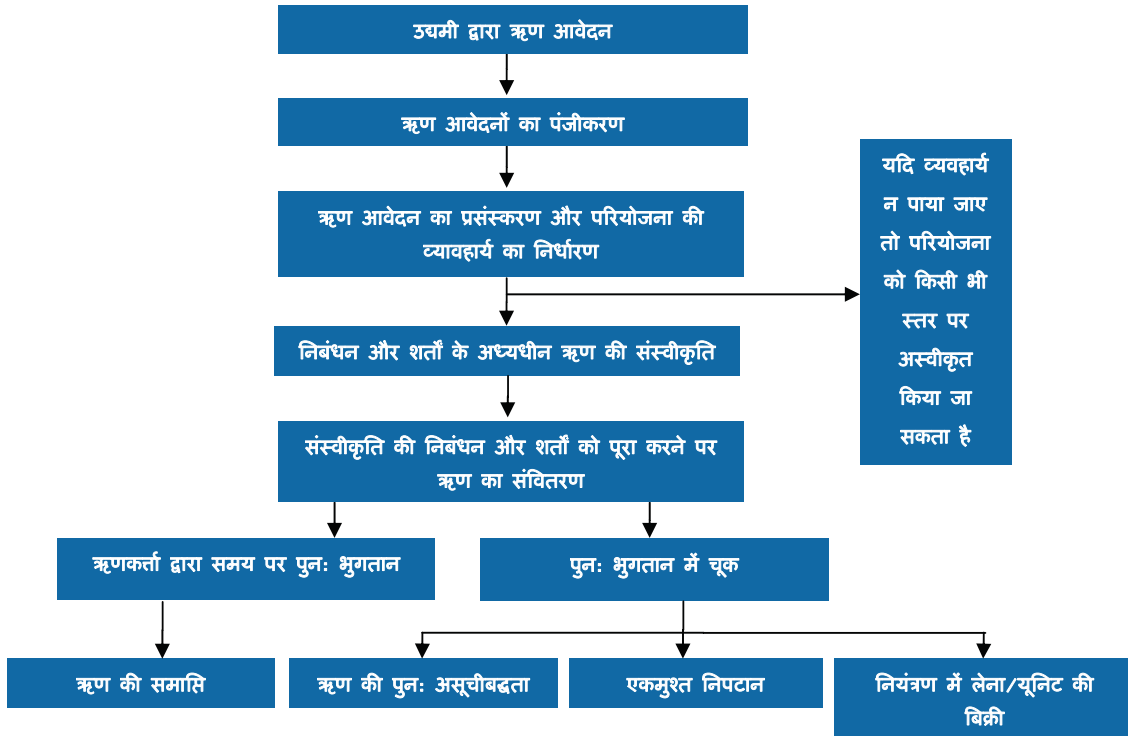 उद्यमी द्वारा ऋण आवेदन
ऋण आवेदनों का पंजीकरण
ऋण आवेदन का प्रसंस्करण और परियोजना की
व्यावहार्य का निर्धारण
यदि व्यवहार्य
न पाया जाए
तो परियोजना
को किसी भी
स्तर पर
अस्वीकृत
किया जा
सकता है
निबंधन और शर्तों के अध्यधीन ऋण की संस्वीकृति
संस्वीकृति की निबंधन और शर्तों को पूरा करने पर
ऋण का संवितरण
ऋणकर्त्ता द्वारा समय पर पुन: भुगतान
पुन: भुगतान में चूक
ऋण की समाप्ति
ऋण की पुन: असूचीबद्धता
एकमुश्त निपटान
नियंत्रण में लेना/यूनिट की
बिक्री